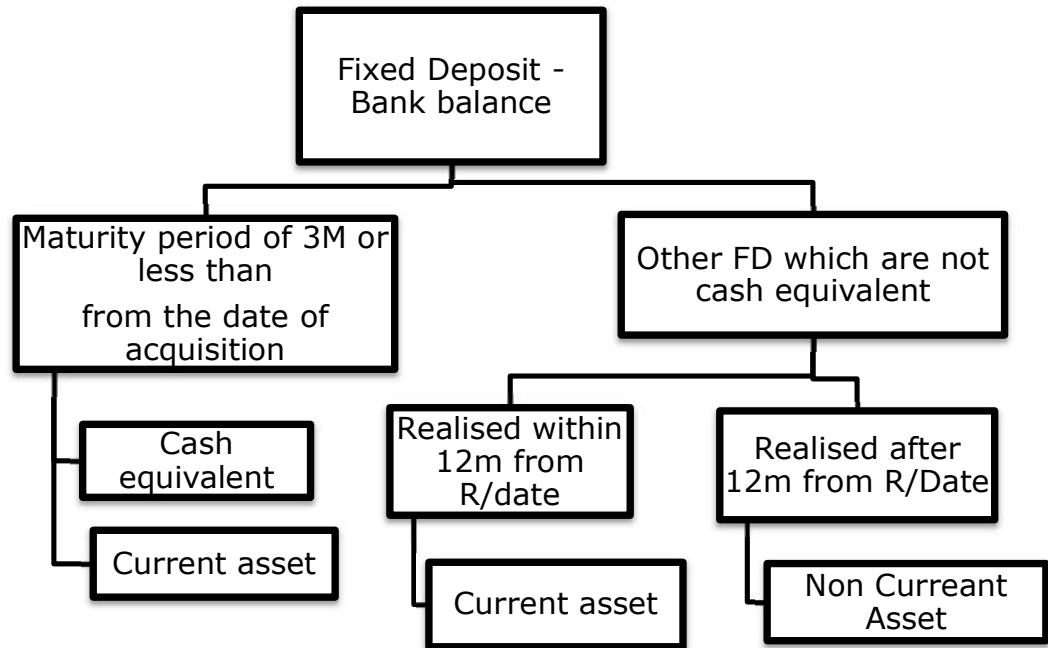 Fixed Deposit -
Bank balance
Maturity period of 3M or
less than
from the date of
acquisition
Cash
equivalent
Current asset
Other FD which are not
cash equivalent
Realised within
12m from
R/date
Current asset
Realised after
12m from R/Date
Non Curreant
Asset